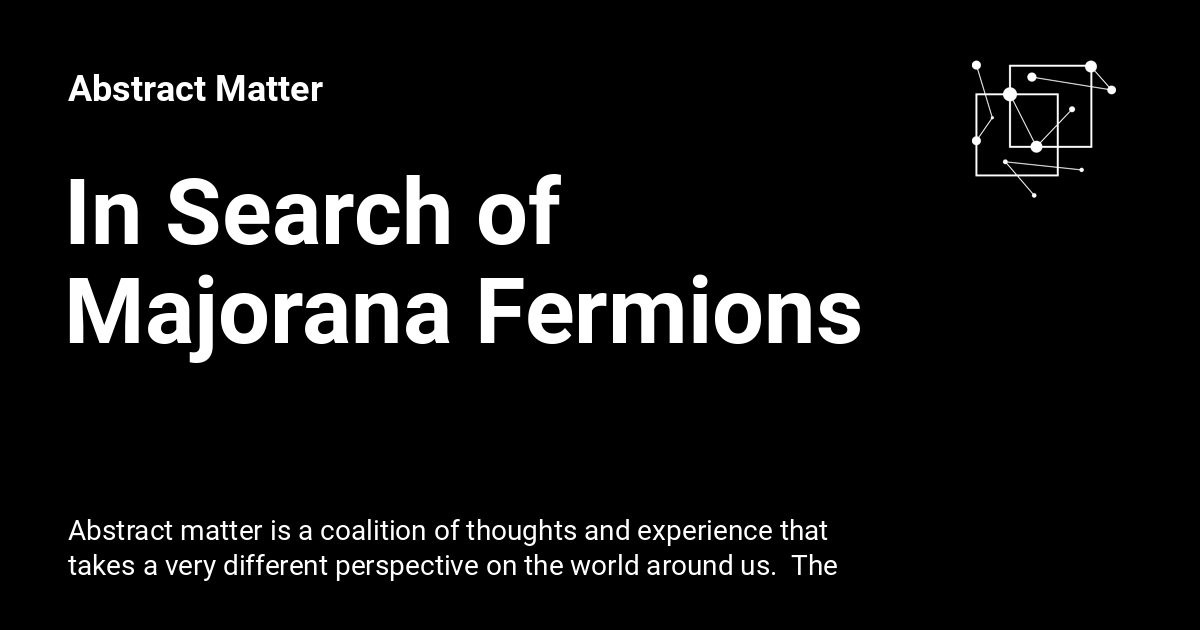 Abstract Matter
In Search of
Majorana Fermions
Abstract matter is a coalition of thoughts and experience that
takes a very different perspective on the world around us.  The